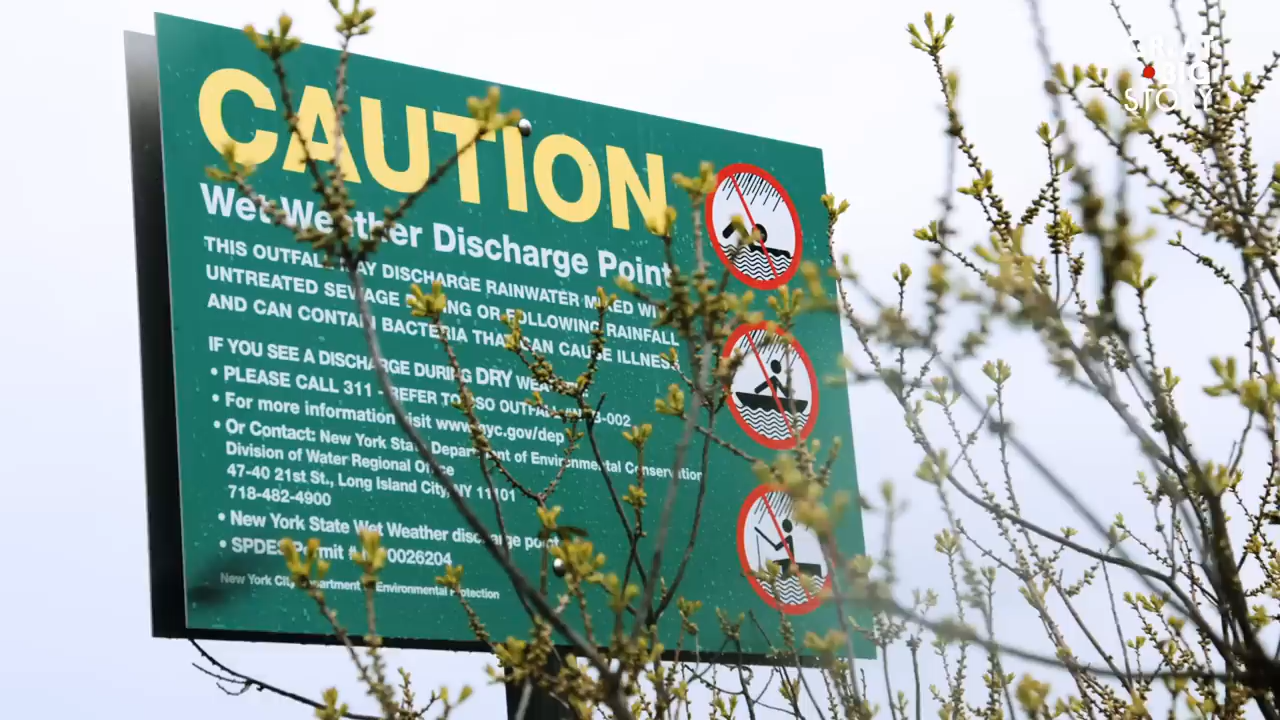 CAUTION
Wet Weather Discharge Point
THIS OUTFALL MAY DISCHARGE RAINWATER MIXED WITH
UNTREATED SEWAGE DURING OR FOLLOWING RAINFALL
AND CAN CONTAIN BACTERIA THAT CAN CAUSE ILLNESS.
IF YOU SEE A DISCHARGE DURING DRY WEATHER
• PLEASE CALL 311 - REFER TO CSO OUTFALL -002
• For more information visit www.nyc.gov/dep
• Or Contact: New York State Department of Environmental Conservation
Division of Water Regional Office
47-40 21st St., Long Island City, NY 11101
718-482-4900
• New York State Wet Weather discharge point
• SPDES Permit # 0026204
New York City Department of Environmental Protection
GREAT
BIG
STORY